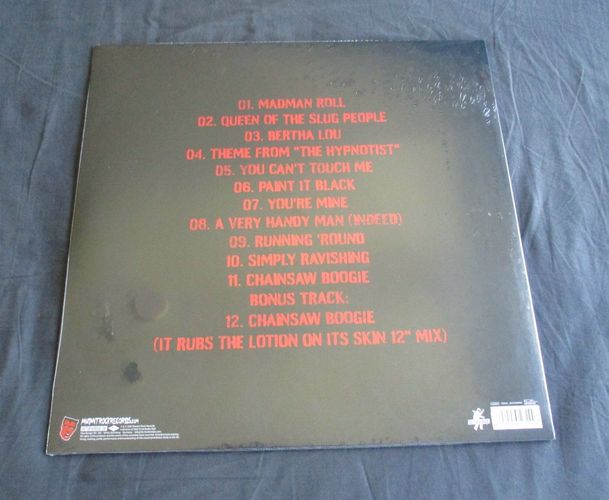 01. MADMAN ROLL
02. QUEEN OF THE SLUG PEOPLE
03. BERTHA LOU
04. THEME FROM "THE HYPNOTIST"
05. YOU CAN'T TOUCH ME
06. PAINT IT BLACK
07. YOU'RE MINE
08. A VERY HANDY MAN (INDEED)
09. RUNNING 'ROUND
10. SIMPLY RAVISHING
11. CHAINSAW BOOGIE
BONUS TRACK:
12. CHAINSAW BOOGIE
(IT RUBS THE LOTION ON ITS SKIN 12" MIX)
MUTANTROCKRECORDS.com